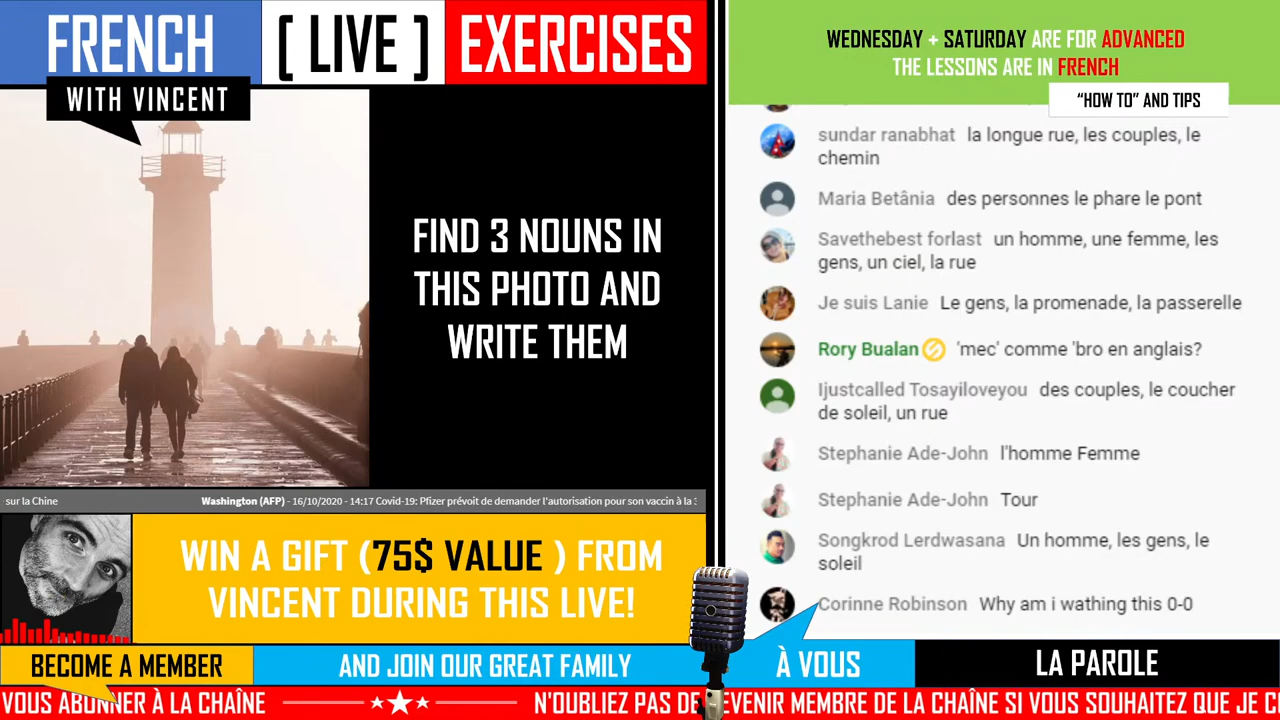 FRENCH [ LIVE ] EXERCISES
WITH VINCENT
FIND 3 NOUNS IN
THIS PHOTO AND
WRITE THEM
sur la Chine Washington (AFP) - 16/10/2020 - 14:17 Covid-19: Pfizer prévoit de demander l'autorisation pour son vaccin à la
WIN A GIFT (75$ VALUE ) FROM
VINCENT DURING THIS LIVE!
BECOME A MEMBER AND JOIN OUR GREAT FAMILY
WEDNESDAY + SATURDAY ARE FOR ADVANCED
THE LESSONS ARE IN FRENCH
“HOW TO” AND TIPS
sundar ranabhat la longue rue, les couples, le
chemin
Maria Betânia des personnes le phare le pont
Savethebest forlast un homme, une femme, les
gens, un ciel, la rue
Je suis Lanie Le gens, la promenade, la passerelle
Rory Bualan 'mec' comme 'bro en anglais?
Ijustcalled Tosayiloveyou des couples, le coucher
de soleil, un rue
Stephanie Ade-John l'homme Femme
Stephanie Ade-John Tour
Songkrod Lerdwasana Un homme, les gens, le
soleil
Corinne Robinson Why am i wathing this 0-0
À VOUS LA PAROLE
VOUS ABONNER À LA CHAÎNE N'OUBLIEZ PAS DE EVENIR MEMBRE DE LA CHAÎNE SI VOUS SOUHAITEZ QUE JE C